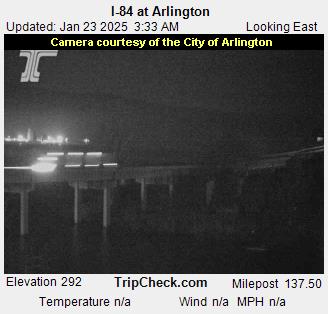 I-84 at Arlington
Updated: Jan 23 2025 3:33 AM Looking East
Camera courtesy of the City of Arlington
Elevation 292 TripCheck.com Milepost 137.50
Temperature n/a Wind n/a MPH n/a